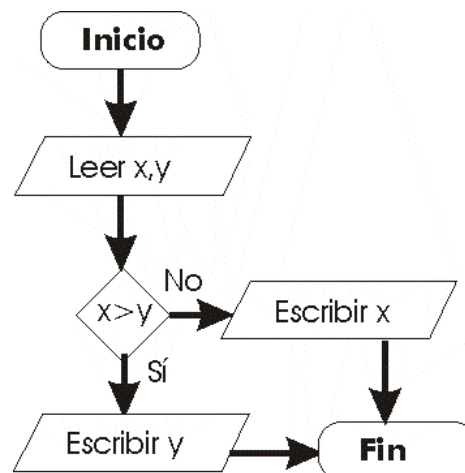 Inicio
Leer x,y
x>y
No
Escribir x
Sí
Escribir y
Fin